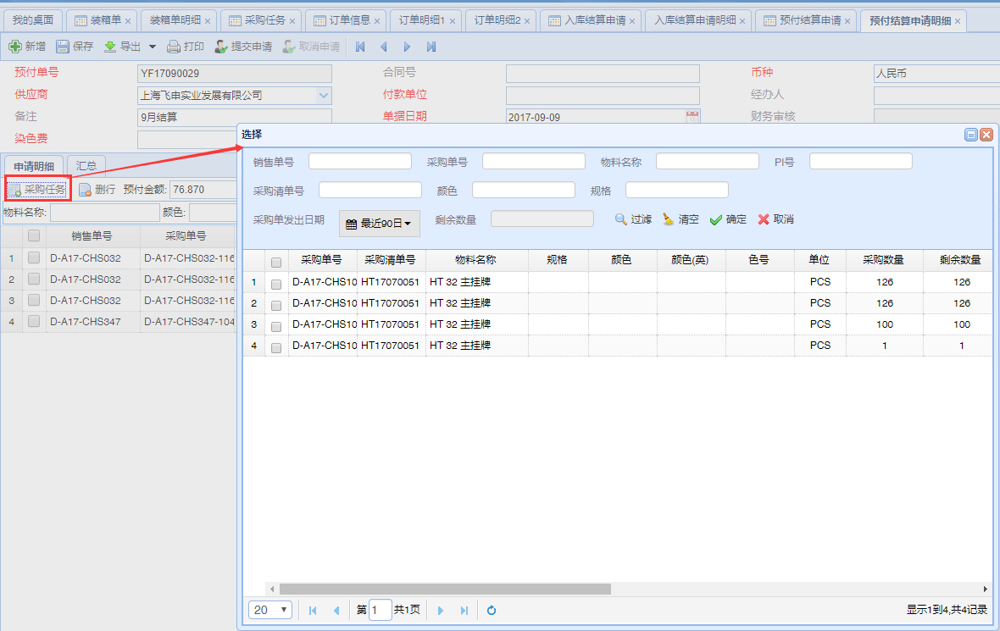 我的桌面 装箱单 × 装箱单明细 × 采购任务 × 订单信息 × 订单明细1 × 订单明细2 × 入库结算申请 × 入库结算申请明细 × 预付结算申请 × 预付结算申请明细 ×
新增 保存 导出 打印 提交申请 取消申请
预付单号 YF17090029 合同号 币种 人民币
供应商 上海飞申实业发展有限公司 付款单位 经办人
备注 9月结算 单据日期 2017-09-09 财务审核
染色费
选择
申请明细 汇总
采购任务 删行 预付金额: 76.870
物料名称: 颜色:
销售单号 采购单号
1 D-A17-CHS032 D-A17-CHS032-116
2 D-A17-CHS032 D-A17-CHS032-116
3 D-A17-CHS032 D-A17-CHS032-116
4 D-A17-CHS347 D-A17-CHS347-104
销售单号 采购单号 物料名称 PI号
采购清单号 颜色 规格
采购单发出日期 最近90日 剩余数量 过滤 清空 确定 取消
采购单号 采购清单号 物料名称 规格 颜色 颜色(英) 色号 单位 采购数量 剩余数量
1 D-A17-CHS10 HT17070051 HT 32 主挂牌 PCS 126 126
2 D-A17-CHS10 HT17070051 HT 32 主挂牌 PCS 126 126
3 D-A17-CHS10 HT17070051 HT 32 主挂牌 PCS 100 100
4 D-A17-CHS10 HT17070051 HT 32 主挂牌 PCS 1 1
20 第 1 共1页 显示1到4,共4记录